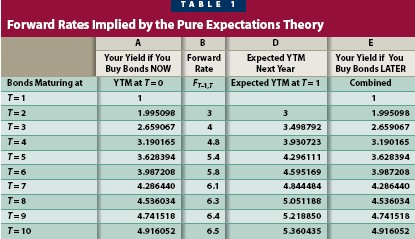 TABLE 1
Forward Rates Implied by the Pure Expectations Theory
A B D E
Your Yield if You Forward Expected YTM Your Yield if You
Buy Bonds NOW Rate Next Year Buy Bonds LATER
Bonds Maturing at YTM at T= 0 FT-1,T Expected YTM at T= 1 Combined
T= 1 1 1
T= 2 1.995098 3 3 1.995098
T= 3 2.659067 4 3.498792 2.659067
T= 4 3.190165 4.8 3.930723 3.190165
T= 5 3.628394 5.4 4.296111 3.628394
T= 6 3.987208 5.8 4.595169 3.987208
T= 7 4.286440 6.1 4.844484 4.286440
T= 8 4.536034 6.3 5.051188 4.536034
T= 9 4.741518 6.4 5.218850 4.741518
T= 10 4.916052 6.5 5.360435 4.916052